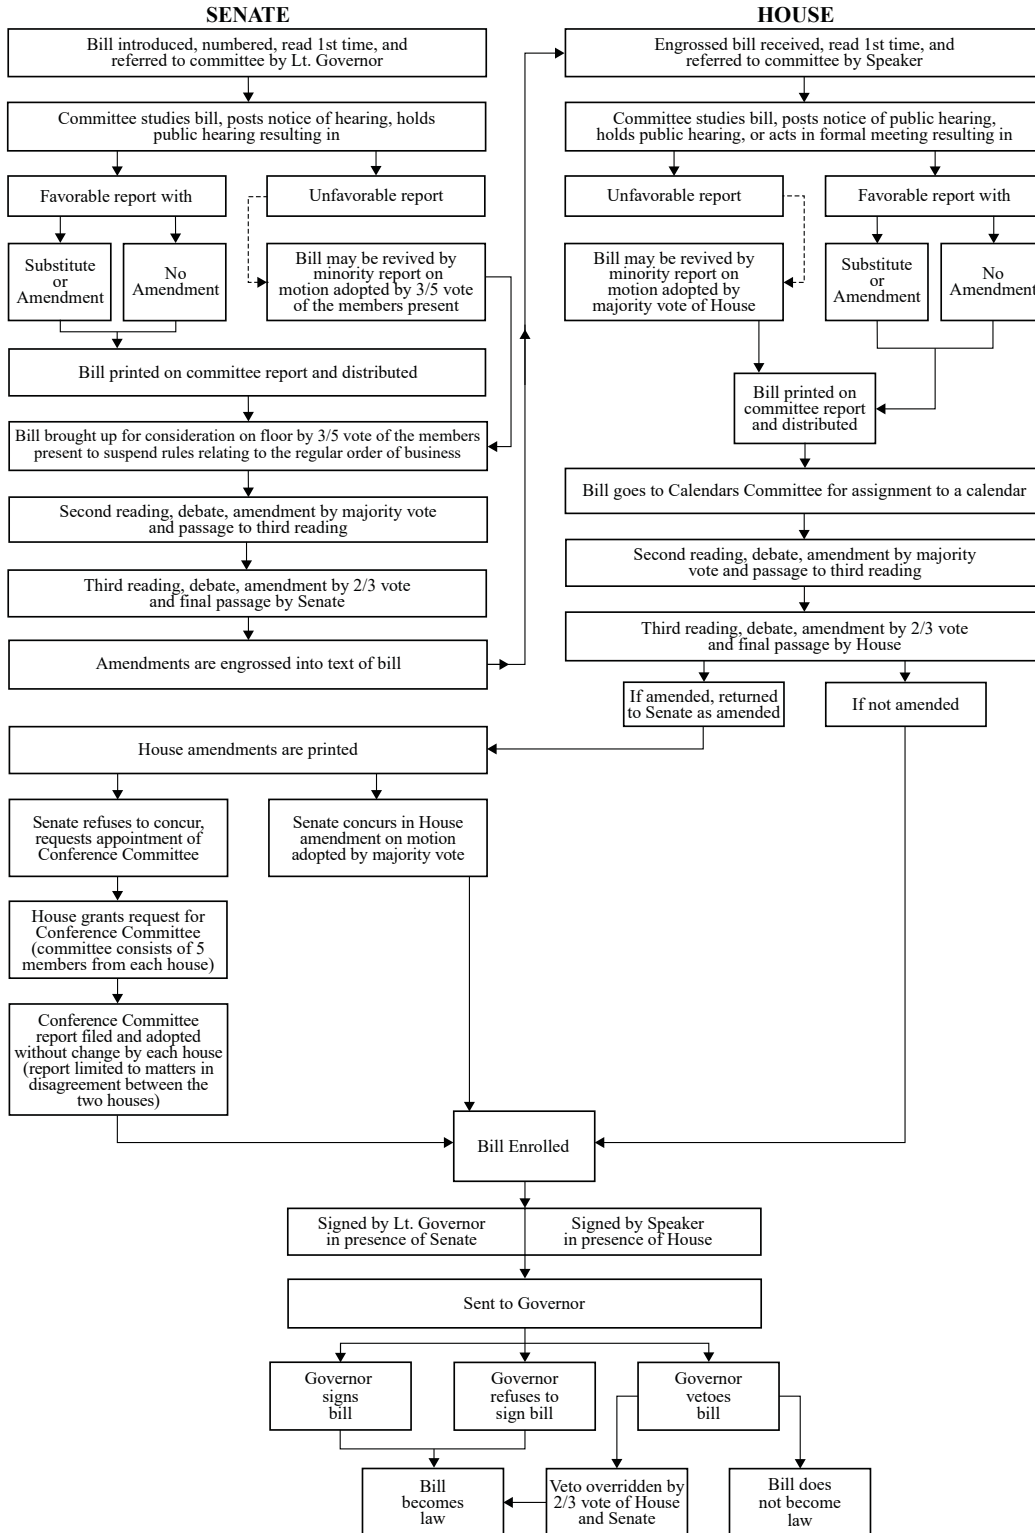 SENATE
Bill introduced, numbered, read 1st time, and
referred to committee by Lt. Governor
Committee studies bill, posts notice of hearing, holds
public hearing resulting in
Favorable report with
Unfavorable report
Substitute
or
Amendment
No
Amendment
Bill may be revived by
minority report on
motion adopted by 3/5 vote
of the members present
Bill printed on committee report and distributed
Bill brought up for consideration on floor by 3/5 vote of the members
present to suspend rules relating to the regular order of business
Second reading, debate, amendment by majority vote
and passage to third reading
Third reading, debate, amendment by 2/3 vote
and final passage by Senate
Amendments are engrossed into text of bill
HOUSE
Engrossed bill received, read 1st time, and
referred to committee by Speaker
Committee studies bill, posts notice of public hearing,
holds public hearing, or acts in formal meeting resulting in
Unfavorable report
Favorable report with
Bill may be revived by
minority report on
motion adopted by
majority vote of House
Substitute
or
Amendment
No
Amendment
Bill printed on
committee report
and distributed
Bill goes to Calendars Committee for assignment to a calendar
Second reading, debate, amendment by majority
vote and passage to third reading
Third reading, debate, amendment by 2/3 vote
and final passage by House
If amended, returned
to Senate as amended
If not amended
House amendments are printed
Senate refuses to concur,
requests appointment of
Conference Committee
Senate concurs in House
amendment on motion
adopted by majority vote
House grants request for
Conference Committee
(committee consists of 5
members from each house)
Conference Committee
report filed and adopted
without change by each house
(report limited to matters in
disagreement between the
two houses)
Bill Enrolled
Signed by Lt. Governor
in presence of Senate
Signed by Speaker
in presence of House
Sent to Governor
Governor
signs
bill
Governor
refuses to
sign bill
Governor
vetoes
bill
Bill
becomes
law
Veto overridden by
2/3 vote of House
and Senate
Bill does
not become
law